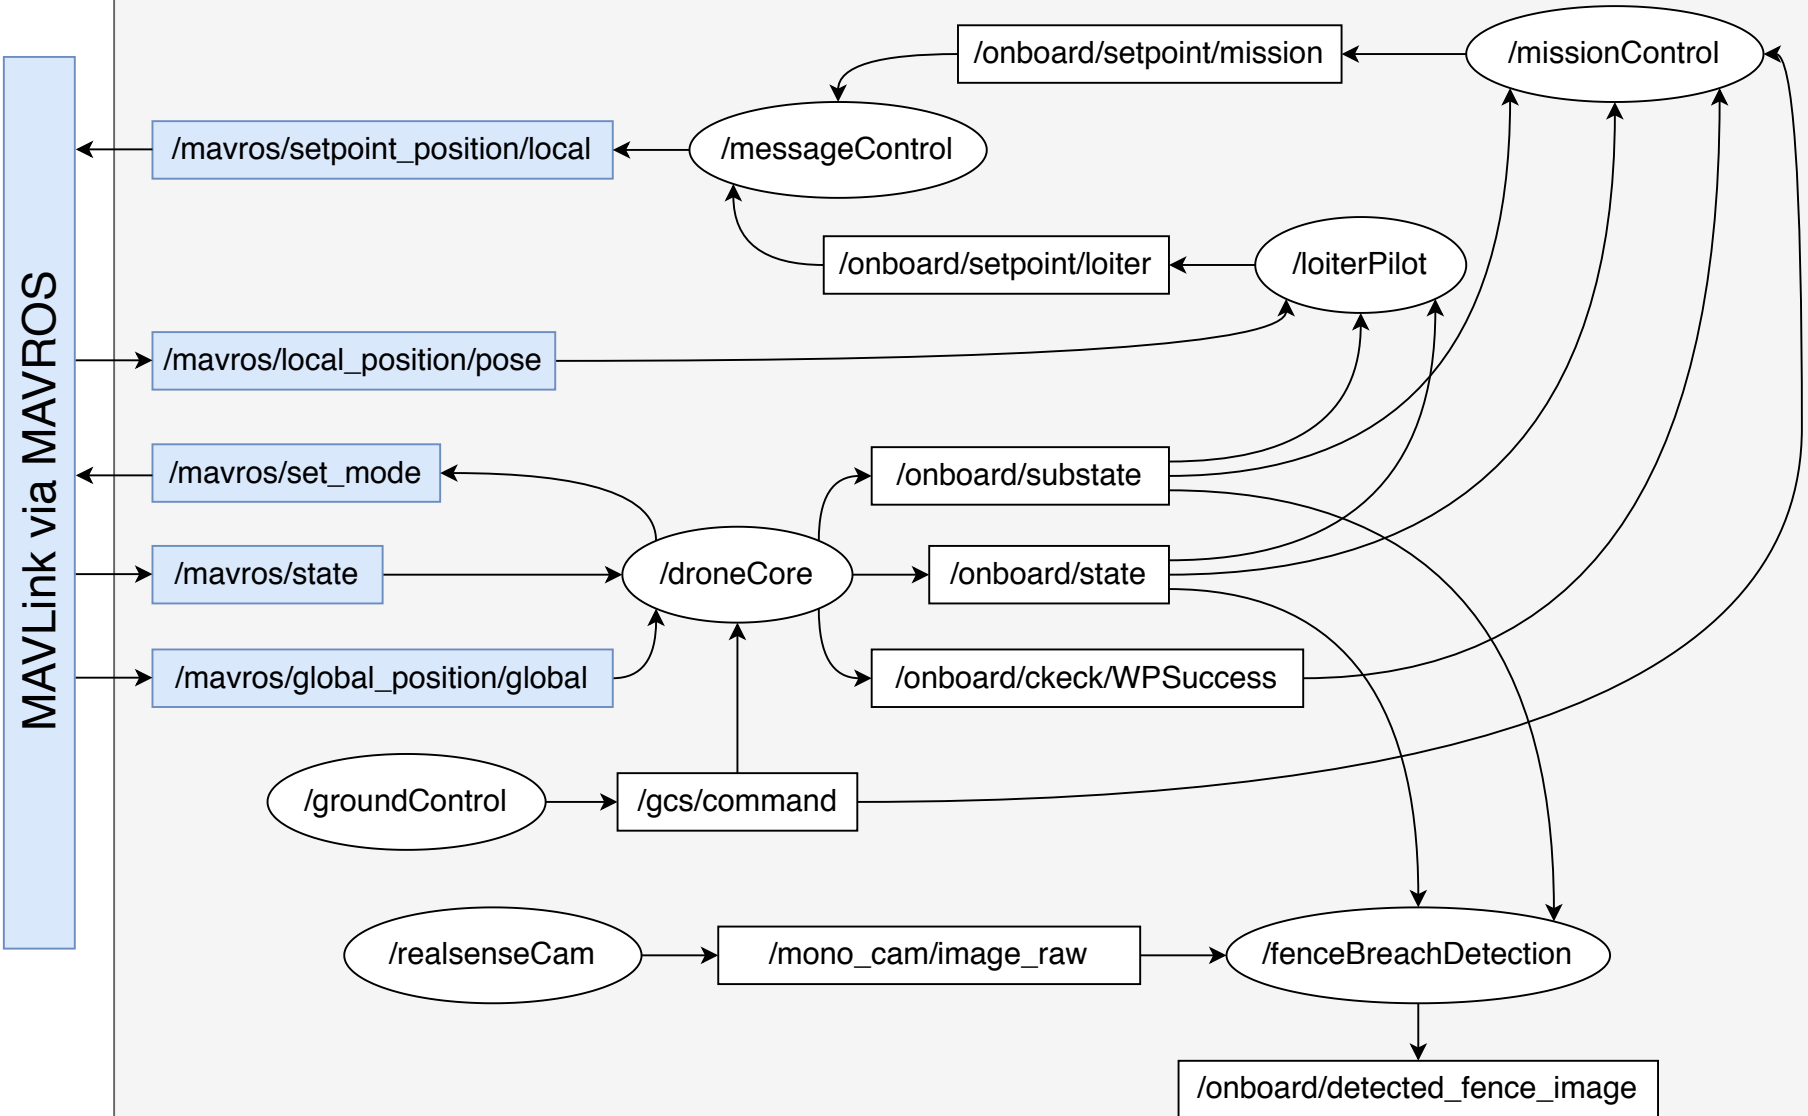 MAVLink via MAVROS
/onboard/setpoint/mission
/missionControl
/mavros/setpoint_position/local
/messageControl
/onboard/setpoint/loiter
/loiterPilot
/mavros/local_position/pose
/mavros/set_mode
/onboard/substate
/mavros/state
/droneCore
/onboard/state
/mavros/global_position/global
/onboard/ckeck/WPSuccess
/groundControl
/gcs/command
/realsenseCam
/mono_cam/image_raw
/fenceBreachDetection
/onboard/detected_fence_image